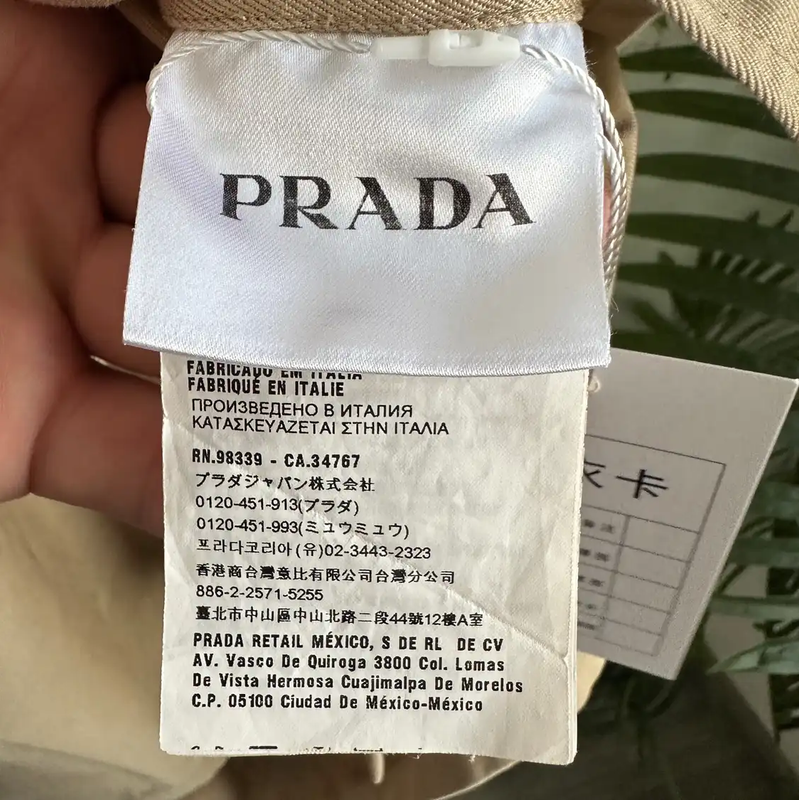 PRADA
FABRICADO EN ITALIA
FABRIQUÉ EN ITALIE
ПРОИЗВЕДЕНО В ИТАЛИЯ
ΚΑΤΑΣΚΕΥΑΖΕΤΑΙ ΣΤΗΝ ΙΤΑΛΙΑ
RN.98339 - CA.34767
プラダジャパン株式会社
0120-451-913(プラダ)
0120-451-993(ミュウミュウ)
프라다코리아(유)02-3443-2323
香港商台灣意比有限公司台灣分公司
886-2-2571-5255
臺北市中山區中山北路二段44號12樓A室
PRADA RETAIL MÉXICO, S DE RL DE CV
AV. Vasco De Quiroga 3800 Col. Lomas
De Vista Hermosa Cuajimalpa De Morelos
C.P. 05100 Ciudad De México-México
卡